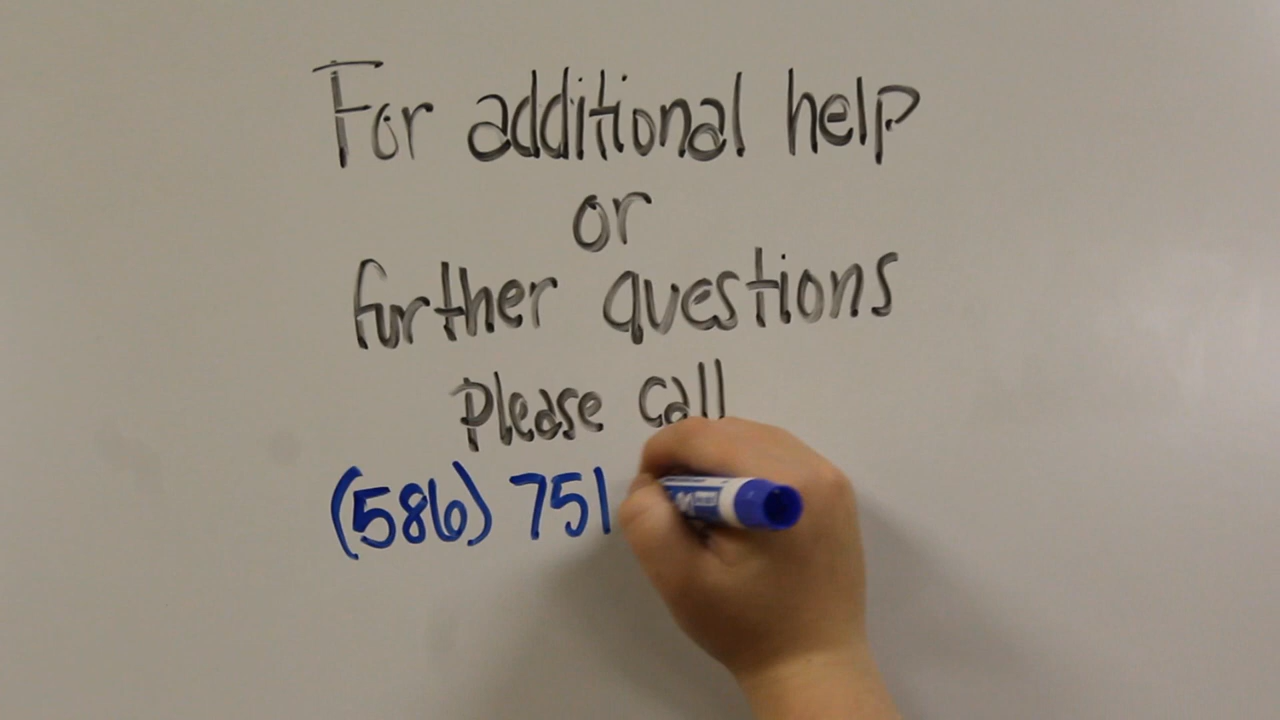 For additional help
or
further questions
please call
(586) 751